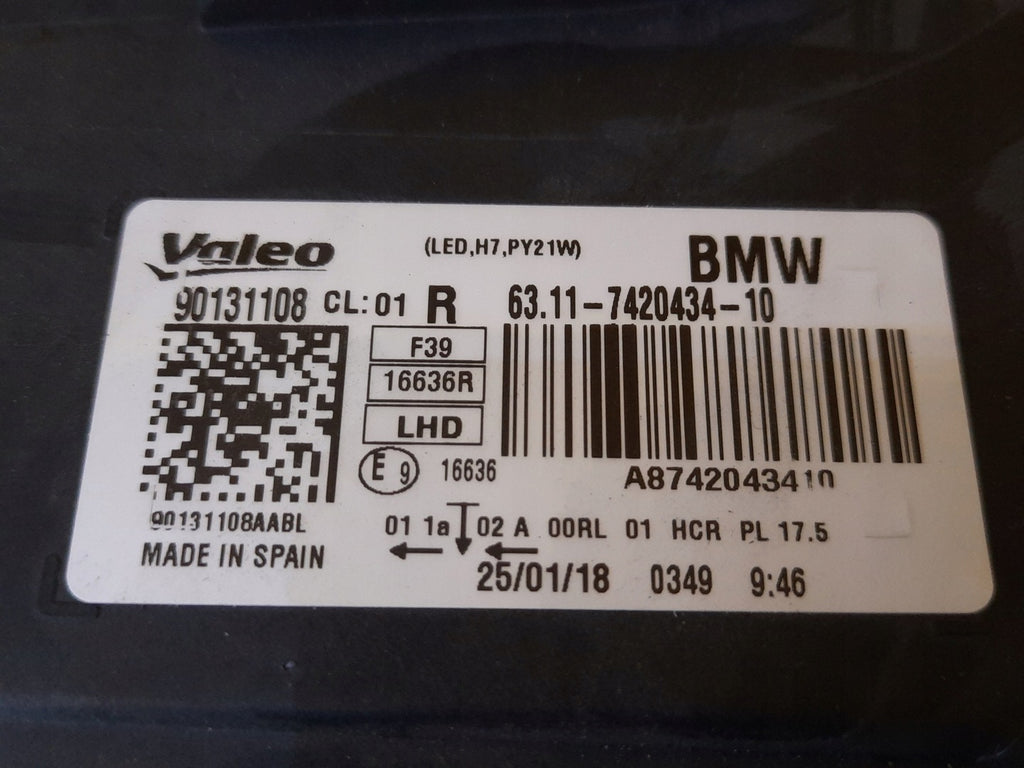 Valeo
(LED,H7,PY21W)
BMW
90131108 CL:01 R 63.11-7420434-10
F39
16636R
LHD
E 9 16636
A8742043410
90131108AABL
01 1a 02 A 00RL 01 HCR PL 17.5
MADE IN SPAIN
25/01/18 0349 9:46